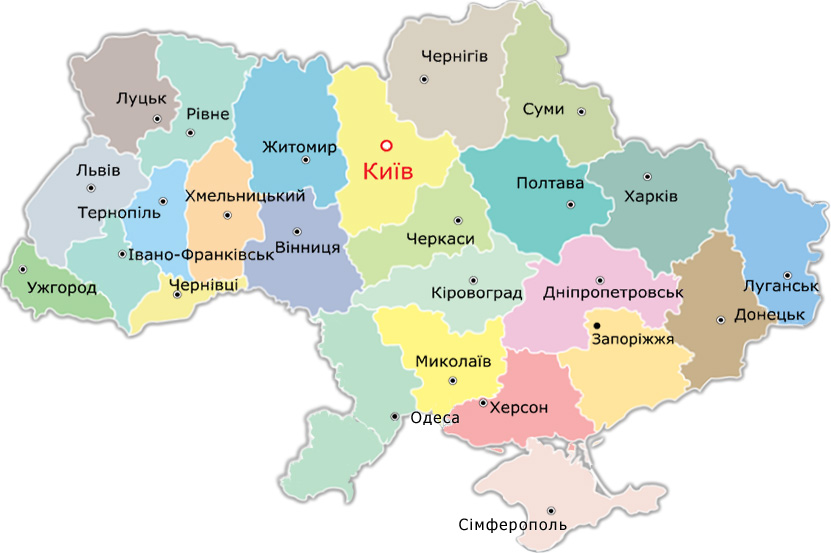 Чернігів
Луцьк
Суми
Рівне
Житомир
Київ
Львів
Полтава
Харків
Хмельницький
Тернопіль
Черкаси
Вінниця
Івано-Франківськ
Ужгород
Чернівці
Луганськ
Кіровоград
Дніпропетровськ
Донецьк
Запоріжжя
Миколаїв
Херсон
Одеса
Сімферополь